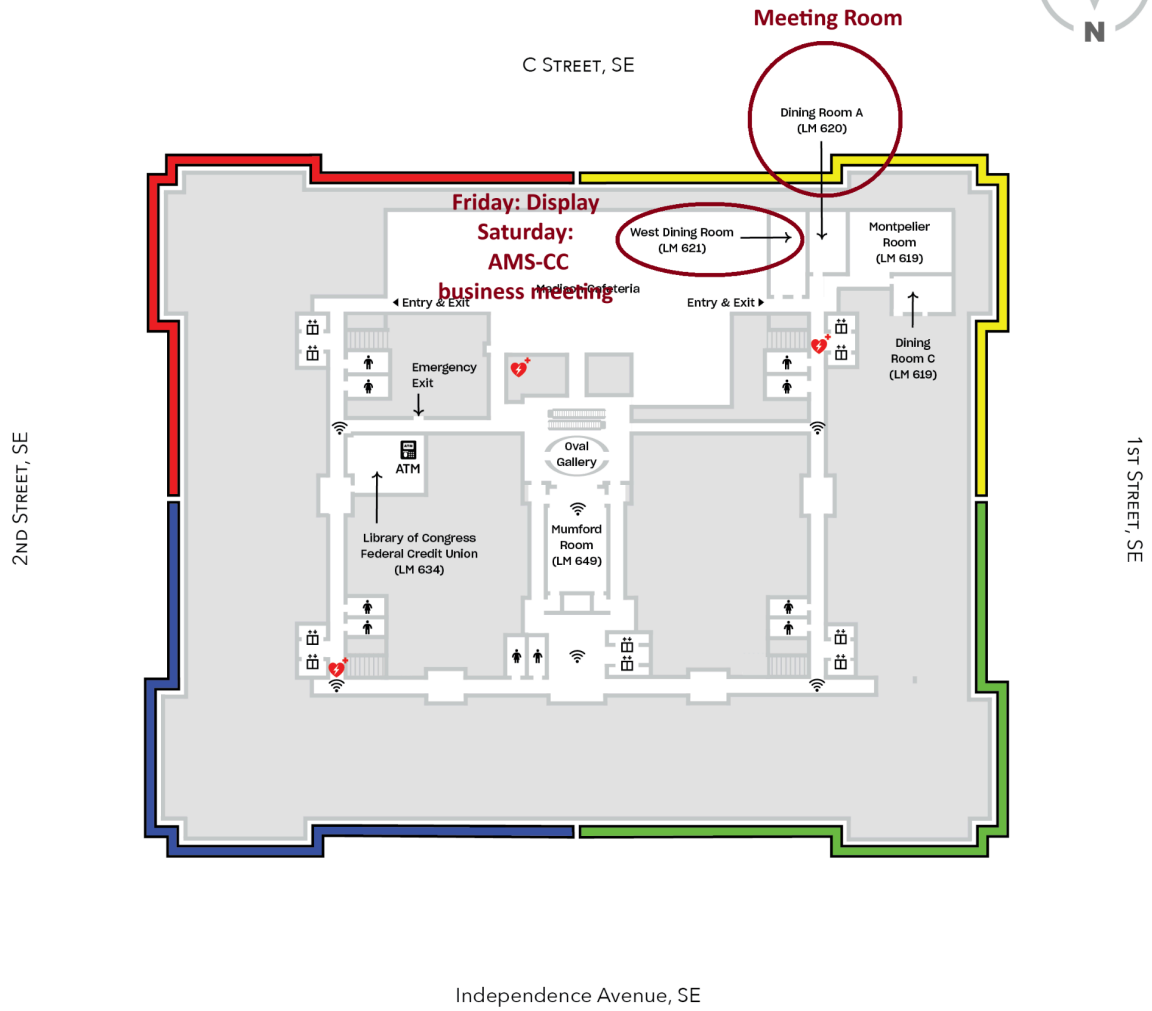 Meeting Room
N
C Street, SE
Dining Room A
(LM 620)
Friday: Display
Saturday:
AMS-CC
business meeting
West Dining Room
(LM 621)
Montpelier
Room
(LM 619)
Madison Cafeteria
Entry & Exit
Entry & Exit
Dining
Room C
(LM 619)
Emergency
Exit
ATM
ATM
Oval
Gallery
Library of Congress
Federal Credit Union
(LM 634)
Mumford
Room
(LM 649)
2nd Street, SE
1st Street, SE
Independence Avenue, SE